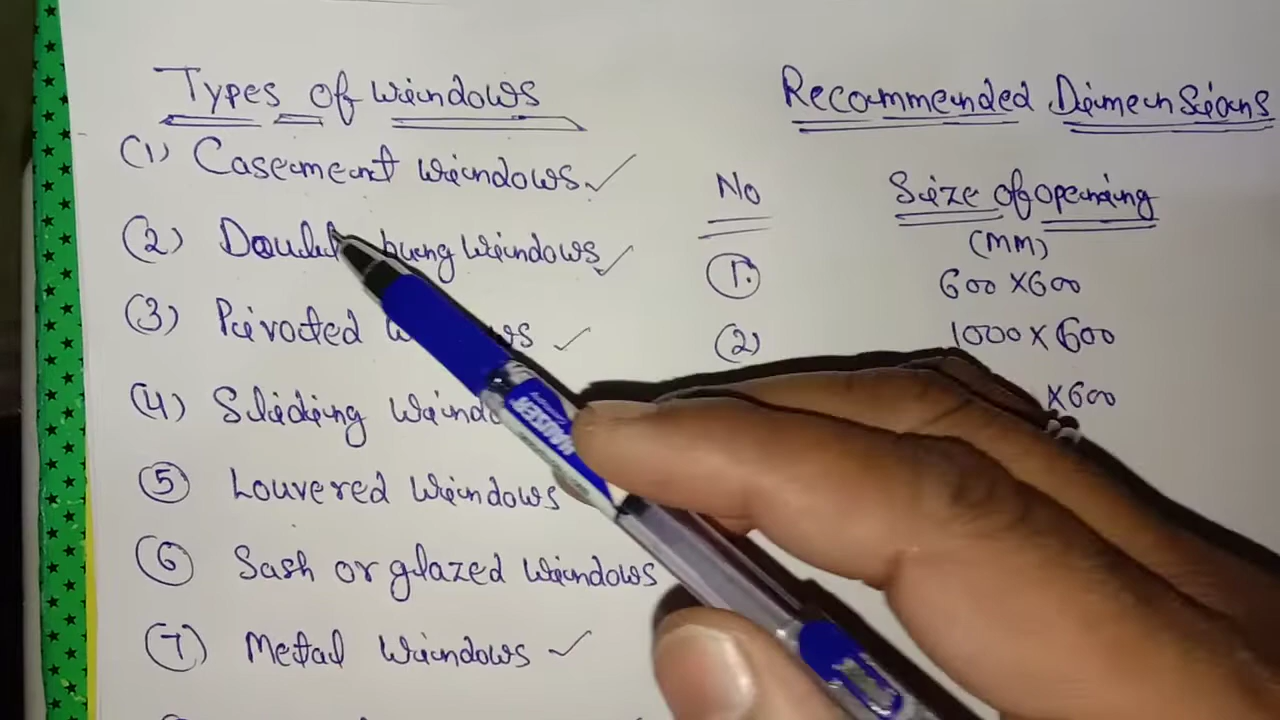 Types of windows
(1) Casement windows ✓
(2) Double hung windows ✓
(3) Pivoted ✓
(4) Sliding
(5) Louvered windows
(6) Sash or glazed windows
(7) Metal windows ✓
Recommended Dimensions
No Size of opening
(MM)
(1) 600 X 600
(2) 1000 X 600
X 600
HAUSER